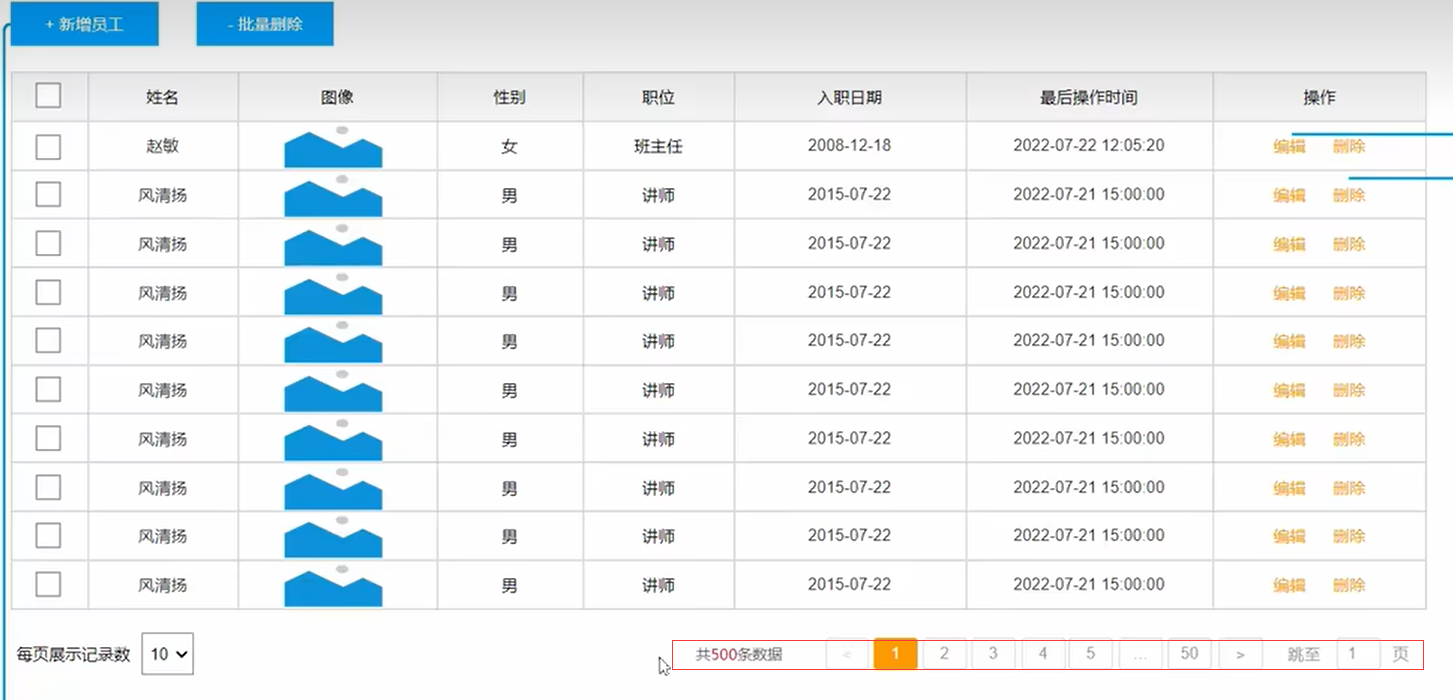 + 新增员工 - 批量删除
姓名 图像 性别 职位 入职日期 最后操作时间 操作
赵敏 女 班主任 2008-12-18 2022-07-22 12:05:20 编辑 删除
风清扬 男 讲师 2015-07-22 2022-07-21 15:00:00 编辑 删除
风清扬 男 讲师 2015-07-22 2022-07-21 15:00:00 编辑 删除
风清扬 男 讲师 2015-07-22 2022-07-21 15:00:00 编辑 删除
风清扬 男 讲师 2015-07-22 2022-07-21 15:00:00 编辑 删除
风清扬 男 讲师 2015-07-22 2022-07-21 15:00:00 编辑 删除
风清扬 男 讲师 2015-07-22 2022-07-21 15:00:00 编辑 删除
风清扬 男 讲师 2015-07-22 2022-07-21 15:00:00 编辑 删除
风清扬 男 讲师 2015-07-22 2022-07-21 15:00:00 编辑 删除
风清扬 男 讲师 2015-07-22 2022-07-21 15:00:00 编辑 删除
每页展示记录数 10 共500条数据 < 1 2 3 4 5 ... 50 > 跳至 1 页